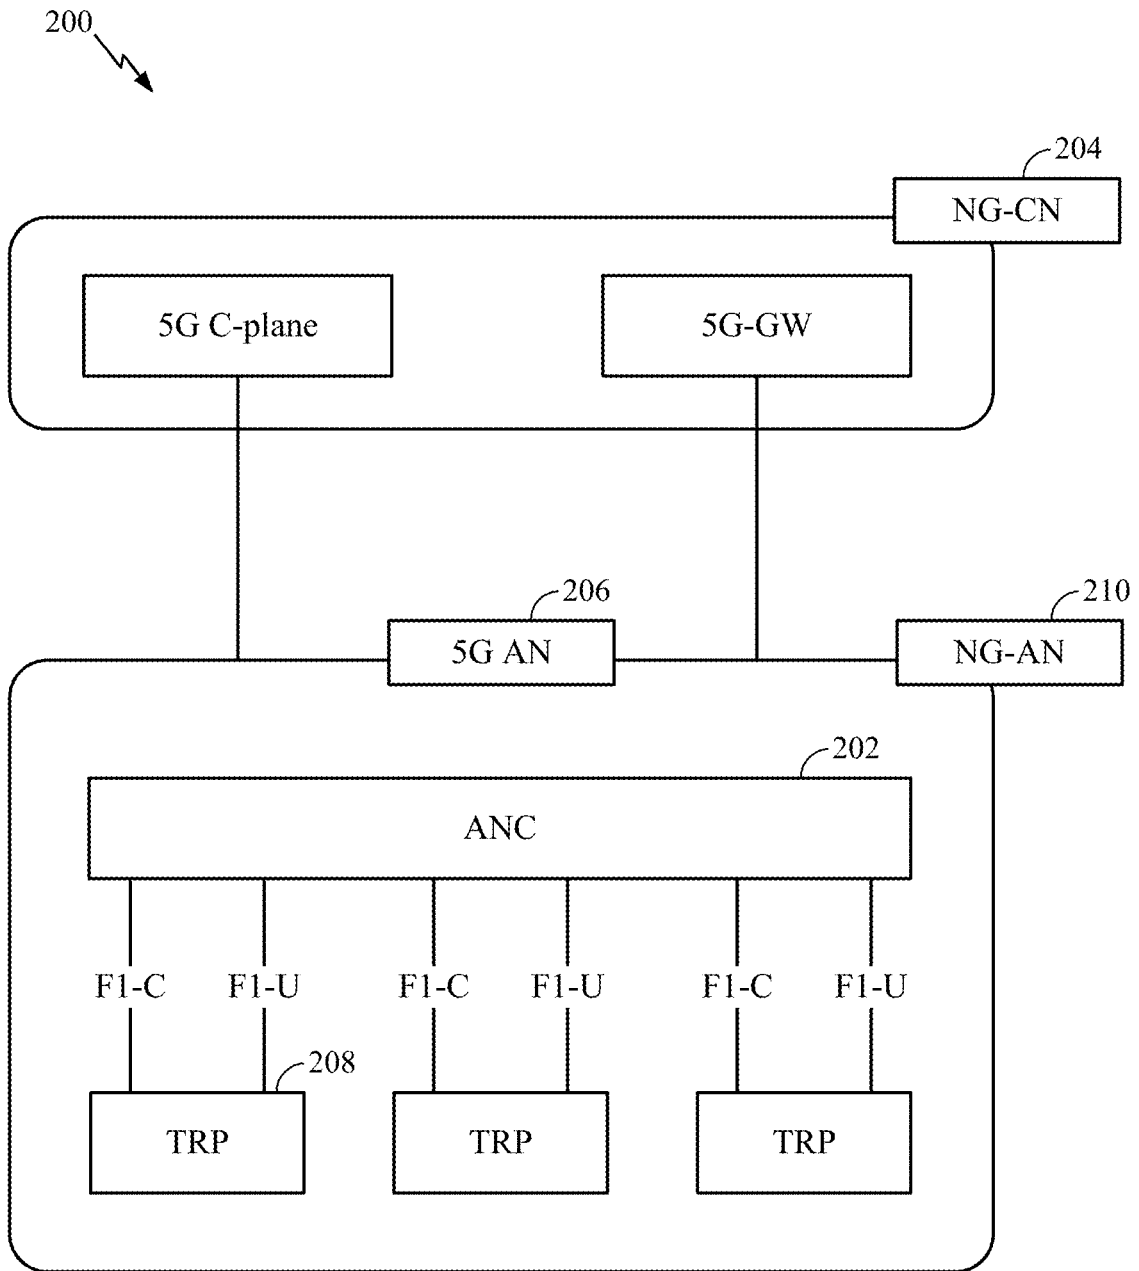 200
204
NG-CN
5G C-plane
5G-GW
206
210
5G AN
NG-AN
202
ANC
F1-C F1-U F1-C F1-U F1-C F1-U
208
TRP TRP TRP